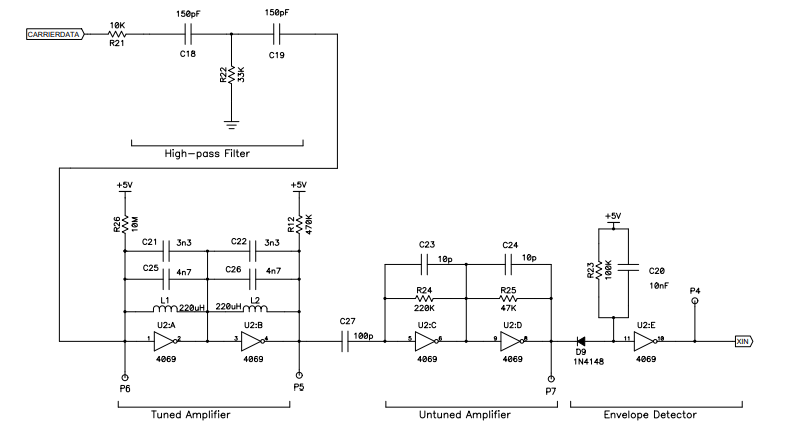 150pF
150pF
10K
CARRIERDATA
R21
C18
C19
R22
33K
High-pass Filter
+5V
+5V
R26
10M
R12
470K
C21
3n3
C22
3n3
C25
4n7
C26
4n7
L1
220uH
220uH
L2
1
U2:A
2
4069
3
U2:B
4
4069
P6
P5
Tuned Amplifier
C27
100p
C23
10p
C24
10p
R24
220K
R25
47K
5
U2:C
6
4069
9
U2:D
8
4069
P7
Untuned Amplifier
+5V
R23
100K
C20
10nF
P4
D9
1N4148
11
U2:E
10
4069
XIN
Envelope Detector